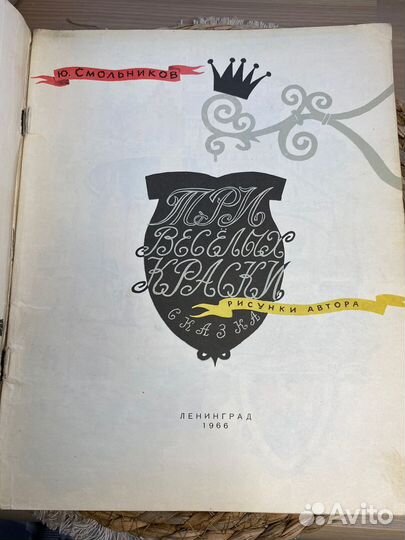 Ю. Смольников
ТРИ
ВЕСЁЛЫХ
КРАСКИ
РИСУНКИ АВТОРА
СКАЗКА
ЛЕНИНГРАД
1966
Avito